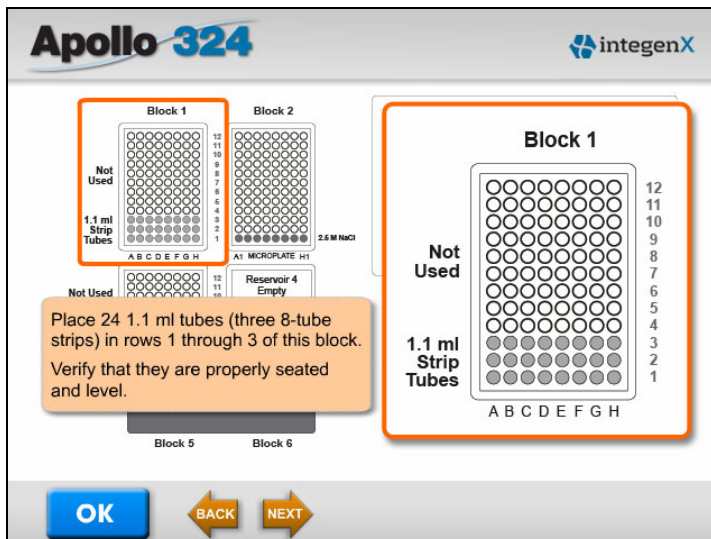 Apollo 324
integenX
Block 1
Block 2
12
11
10
9
8
7
6
5
4
3
2
1
Not
Used
1.1 ml
Strip
Tubes
A B C D E F G H
2.5 M NaCl
A1 MICROPLATE H1
Not Used
12
11
10
Reservoir 4
Empty
Place 24 1.1 ml tubes (three 8-tube
strips) in rows 1 through 3 of this block.
Verify that they are properly seated
and level.
Block 5
Block 6
Block 1
12
11
10
9
8
7
6
5
4
3
2
1
Not
Used
1.1 ml
Strip
Tubes
A B C D E F G H
OK
BACK
NEXT